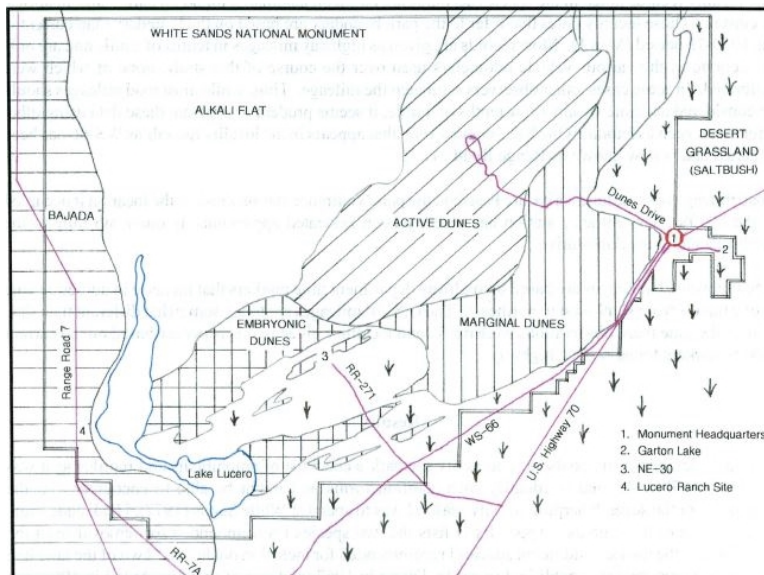 WHITE SANDS NATIONAL MONUMENT
ALKALI FLAT
DESERT
GRASSLAND
(SALTBUSH)
BAJADA
Dunes Drive
ACTIVE DUNES
1
2
Range Road 7
EMBRYONIC
DUNES
MARGINAL DUNES
3
RR-271
4
WS-66
U.S. Highway 70
Lake Lucero
RR-7A
1. Monument Headquarters
2. Garton Lake
3. NE-30
4. Lucero Ranch Site